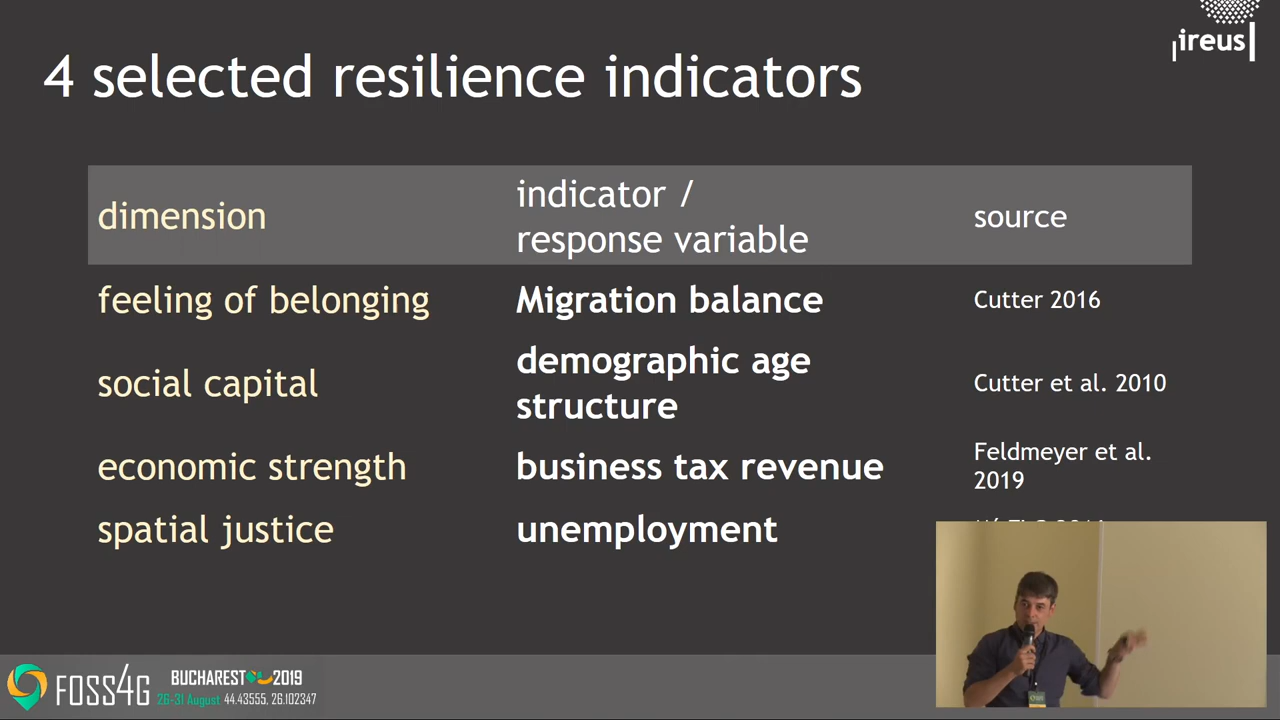 ireus
4 selected resilience indicators
dimension
indicator /
response variable
source
feeling of belonging
Migration balance
Cutter 2016
social capital
demographic age
structure
Cutter et al. 2010
economic strength
business tax revenue
Feldmeyer et al.
2019
spatial justice
unemployment
FOSS4G
BUCHAREST 2019
26-31 August 44.43555, 26.102347